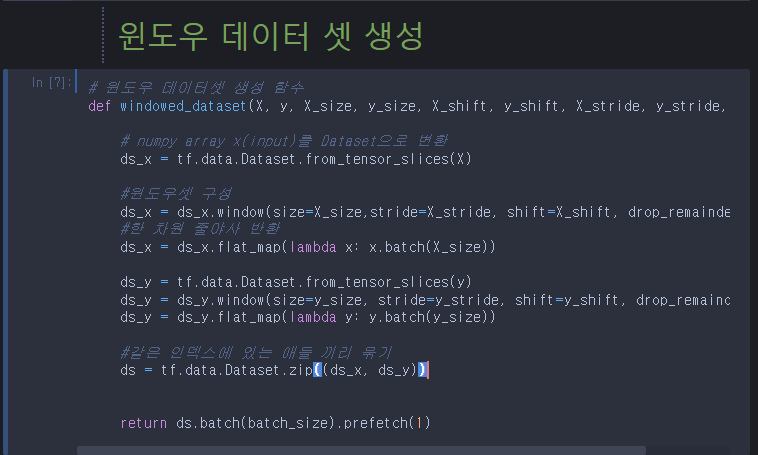 윈도우 데이터 셋 생성
In [7]:
# 윈도우 데이터셋 생성 함수
def windowed_dataset(X, y, X_size, y_size, X_shift, y_shift, X_stride, y_stride,
# numpy array x(input)를 Dataset으로 변환
ds_x = tf.data.Dataset.from_tensor_slices(X)
#윈도우셋 구성
ds_x = ds_x.window(size=X_size,stride=X_stride, shift=X_shift, drop_remainde
#한 차원 줄야사 반환
ds_x = ds_x.flat_map(lambda x: x.batch(X_size))
ds_y = tf.data.Dataset.from_tensor_slices(y)
ds_y = ds_y.window(size=y_size, stride=y_stride, shift=y_shift, drop_remainc
ds_y = ds_y.flat_map(lambda y: y.batch(y_size))
#같은 인덱스에 있는 애들 끼리 묶기
ds = tf.data.Dataset.zip((ds_x, ds_y))
return ds.batch(batch_size).prefetch(1)